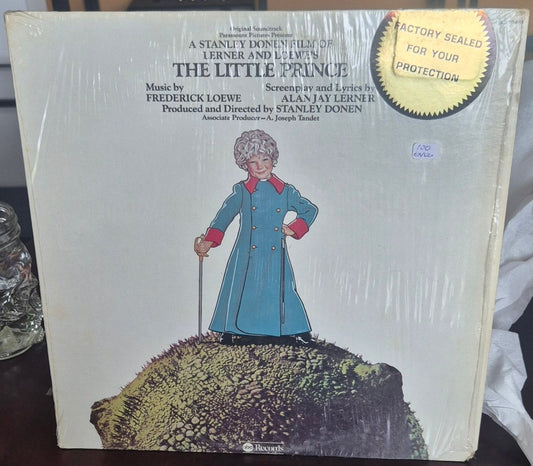 Original Soundtrack
Paramount Pictures Presents
A STANLEY DONEN FILM OF
LERNER AND LOEWE'S
THE LITTLE PRINCE
Music by
FREDERICK LOEWE
Screenplay and Lyrics by
ALAN JAY LERNER
Produced and Directed by STANLEY DONEN
Associate Producer—A. Joseph Tandet
FACTORY SEALED
FOR YOUR
PROTECTION
abc Records